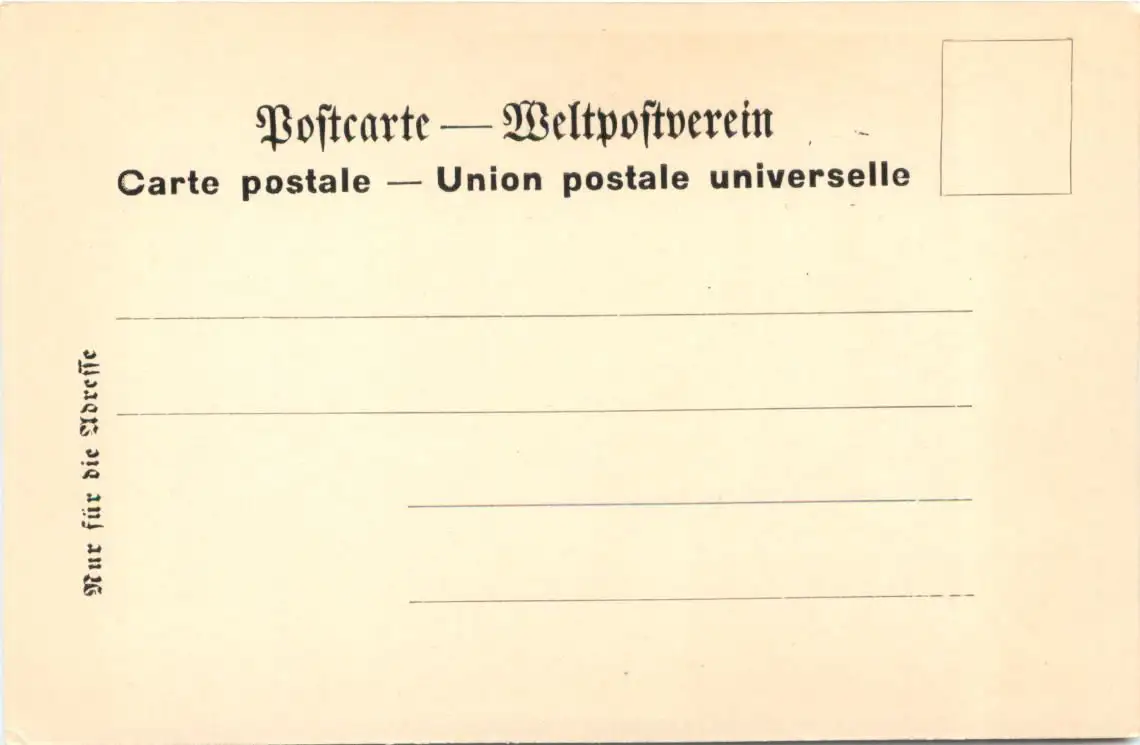 Postcarte — Weltpostverein
Carte postale — Union postale universelle
Nur für die Adresse